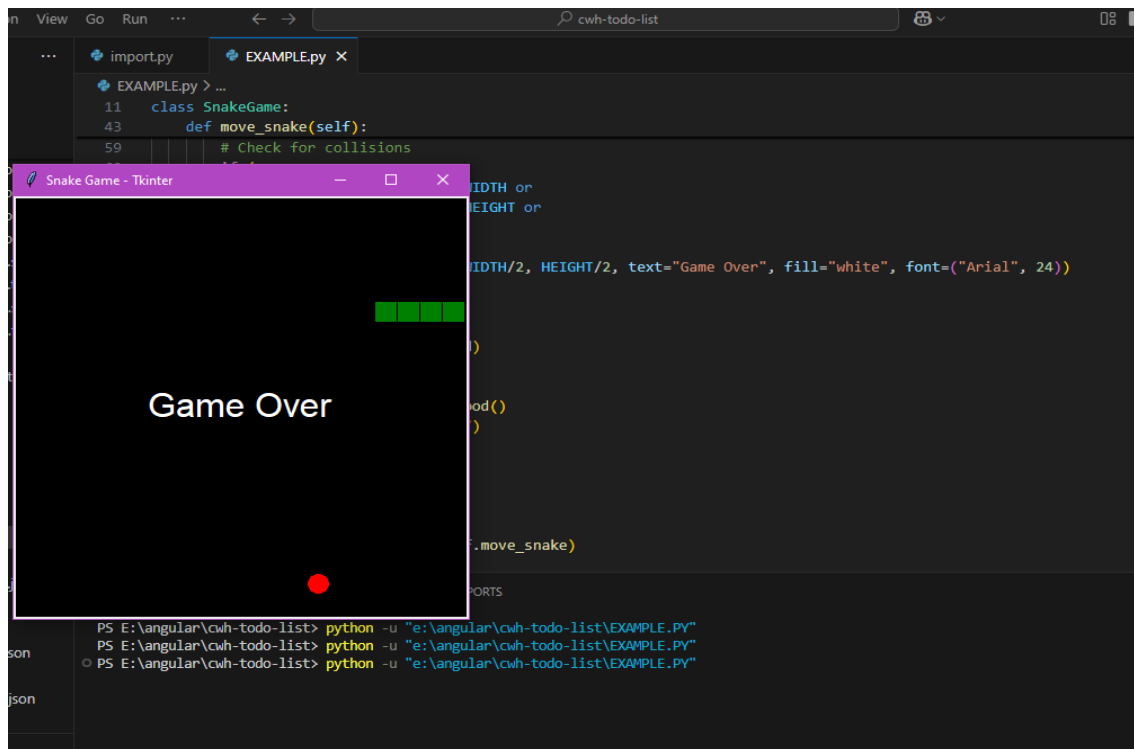 View Go Run ··· ← → cwh-todo-list
··· import.py EXAMPLE.py ×
EXAMPLE.py > ...
11 class SnakeGame:
43 def move_snake(self):
59 # Check for collisions
Snake Game - Tkinter
WIDTH or
HEIGHT or
WIDTH/2, HEIGHT/2, text="Game Over", fill="white", font=("Arial", 24))
)
Game Over
ood()
)
.move_snake)
PORTS
PS E:\angular\cwh-todo-list> python -u "e:\angular\cwh-todo-list\EXAMPLE.PY"
PS E:\angular\cwh-todo-list> python -u "e:\angular\cwh-todo-list\EXAMPLE.PY"
son
PS E:\angular\cwh-todo-list> python -u "e:\angular\cwh-todo-list\EXAMPLE.PY"
json